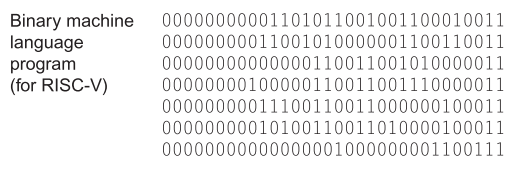 Binary machine 00000000001101011001001100010011
language 00000000011001010000001100110011
program 00000000000000110011001010000011
(for RISC-V) 00000000100000110011001110000011
00000000011100110011000000100011
00000000010100110011010000100011
00000000000000001000000001100111